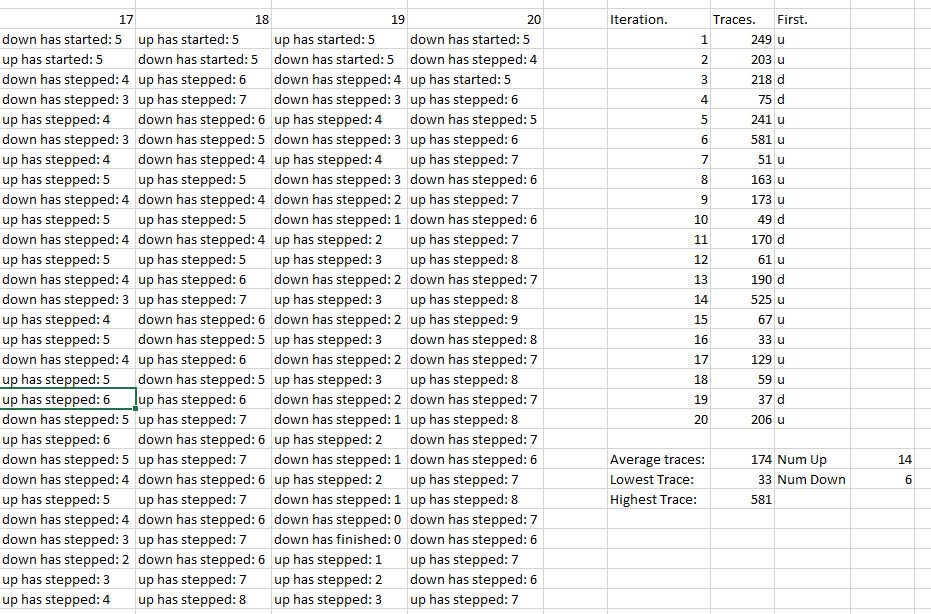 17 18 19 20 Iteration. Traces. First.
down has started: 5 up has started: 5 up has started: 5 down has started: 5 1 249 u
up has started: 5 down has started: 5 down has started: 5 down has stepped: 4 2 203 u
down has stepped: 4 up has stepped: 6 down has stepped: 4 up has started: 5 3 218 d
down has stepped: 3 up has stepped: 7 down has stepped: 3 up has stepped: 6 4 75 d
up has stepped: 4 down has stepped: 6 up has stepped: 4 down has stepped: 5 5 241 u
down has stepped: 3 down has stepped: 5 down has stepped: 3 up has stepped: 6 6 581 u
up has stepped: 4 down has stepped: 4 up has stepped: 4 up has stepped: 7 7 51 u
up has stepped: 5 up has stepped: 5 down has stepped: 3 down has stepped: 6 8 163 u
down has stepped: 4 down has stepped: 4 down has stepped: 2 up has stepped: 7 9 173 u
up has stepped: 5 up has stepped: 5 down has stepped: 1 down has stepped: 6 10 49 d
down has stepped: 4 down has stepped: 4 up has stepped: 2 up has stepped: 7 11 170 d
up has stepped: 5 up has stepped: 5 up has stepped: 3 up has stepped: 8 12 61 u
down has stepped: 4 up has stepped: 6 down has stepped: 2 down has stepped: 7 13 190 d
down has stepped: 3 up has stepped: 7 up has stepped: 3 up has stepped: 8 14 525 u
up has stepped: 4 down has stepped: 6 down has stepped: 2 up has stepped: 9 15 67 u
up has stepped: 5 down has stepped: 5 up has stepped: 3 down has stepped: 8 16 33 u
down has stepped: 4 up has stepped: 6 down has stepped: 2 down has stepped: 7 17 129 u
up has stepped: 5 down has stepped: 5 up has stepped: 3 up has stepped: 8 18 59 u
up has stepped: 6 up has stepped: 6 down has stepped: 2 down has stepped: 7 19 37 d
down has stepped: 5 up has stepped: 7 down has stepped: 1 up has stepped: 8 20 206 u
up has stepped: 6 down has stepped: 6 up has stepped: 2 down has stepped: 7
down has stepped: 5 up has stepped: 7 down has stepped: 1 down has stepped: 6 Average traces: 174 Num Up 14
down has stepped: 4 down has stepped: 6 up has stepped: 2 up has stepped: 7 Lowest Trace: 33 Num Down 6
up has stepped: 5 up has stepped: 7 down has stepped: 1 up has stepped: 8 Highest Trace: 581
down has stepped: 4 down has stepped: 6 down has stepped: 0 down has stepped: 7
down has stepped: 3 up has stepped: 7 down has finished: 0 down has stepped: 6
down has stepped: 2 down has stepped: 6 up has stepped: 1 up has stepped: 7
up has stepped: 3 up has stepped: 7 up has stepped: 2 down has stepped: 6
up has stepped: 4 up has stepped: 8 up has stepped: 3 up has stepped: 7